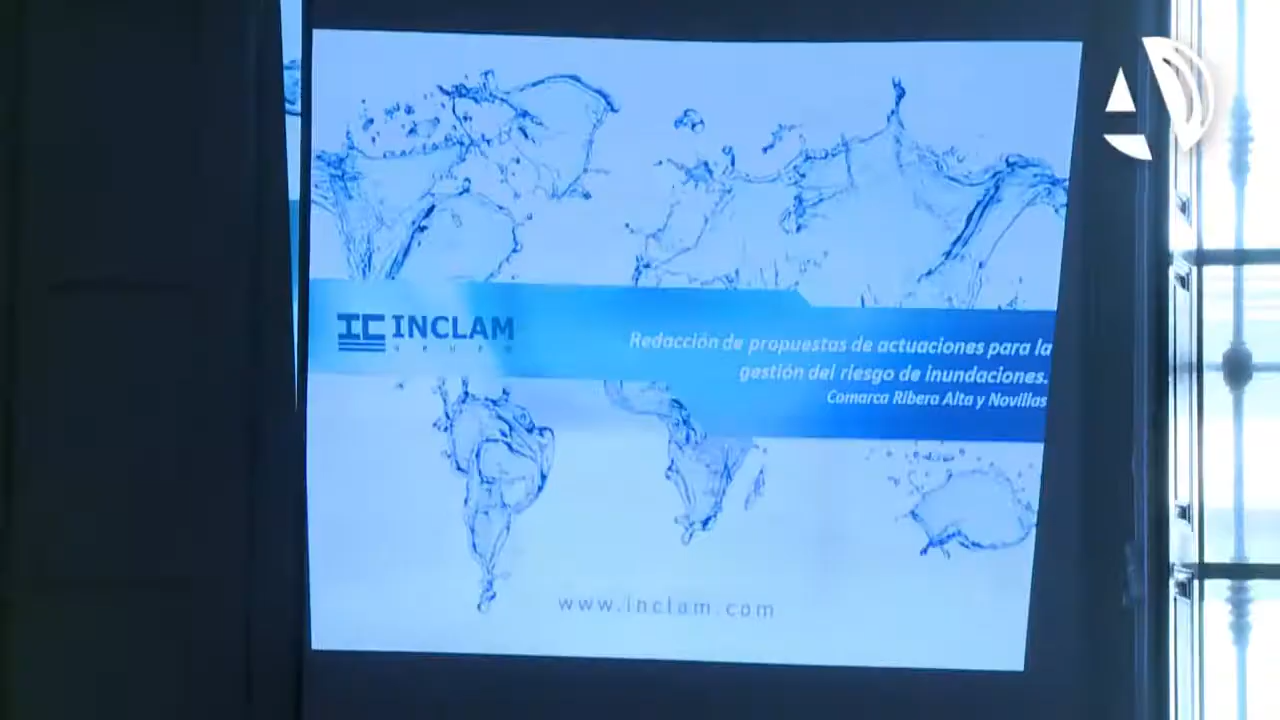 IC INCLAM
GRUPO
Redacción de propuestas de actuaciones para la
gestión del riesgo de inundaciones.
Comarca Ribera Alta y Novillas
www.inclam.com